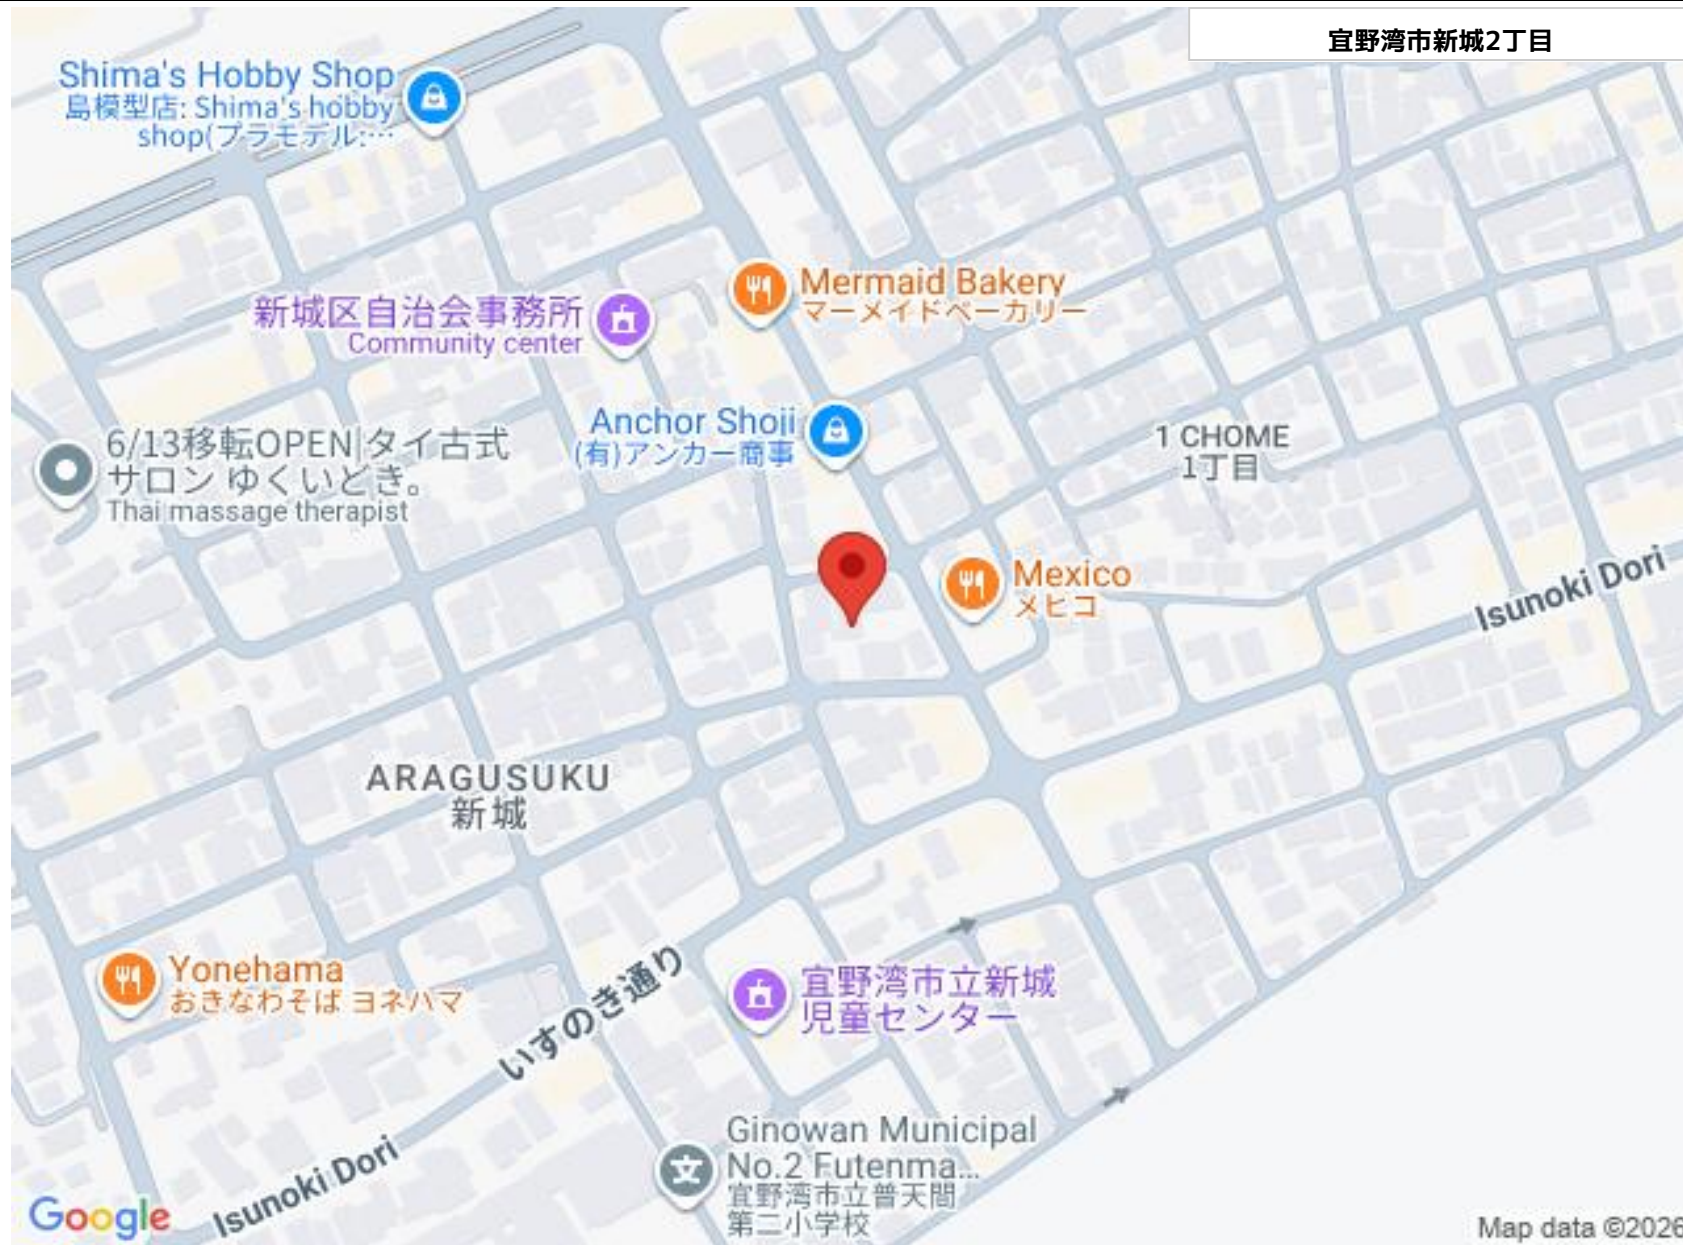 宜野湾市新城2丁目
Shima's Hobby Shop
島模型店: Shima's hobby
shop(プラモデル:…
Mermaid Bakery
マーメイドベーカリー
新城区自治会事務所
Community center
Anchor Shoji
(有)アンカー商事
6/13移転OPEN|タイ古式
サロン ゆくいどき。
Thai massage therapist
1 CHOME
1丁目
Mexico
メヒコ
Isunoki Dori
ARAGUSUKU
新城
Yonehama
おきなわそば ヨネハマ
いすのき通り
宜野湾市立新城
児童センター
Ginowan Municipal
No.2 Futenma...
宜野湾市立普天間
第二小学校
Isunoki Dori
Google
Map data ©2026